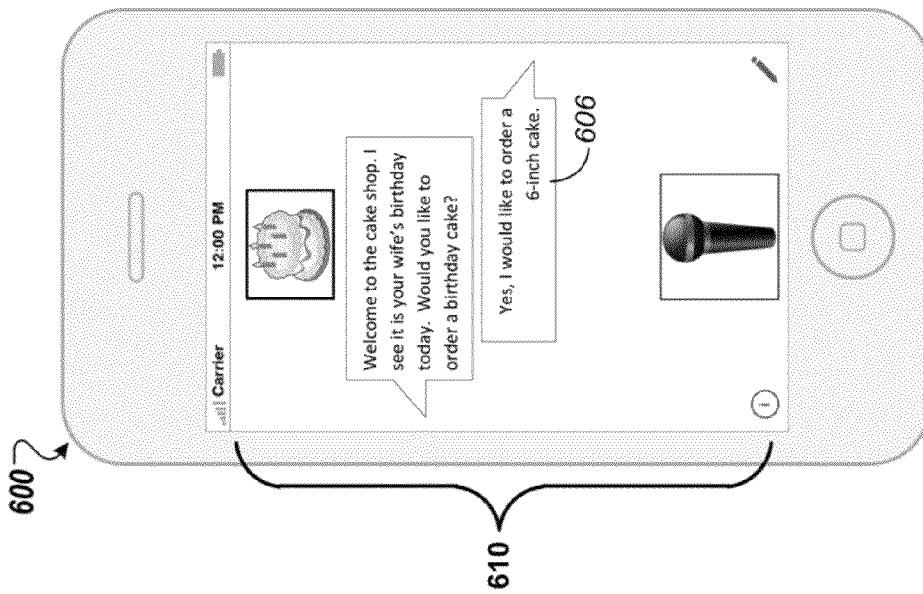 600
Carrier 12:00 PM
Welcome to the cake shop. I
see it is your wife's birthday
today. Would you like to
order a birthday cake?
Yes, I would like to order a
6-inch cake.
606
i
610